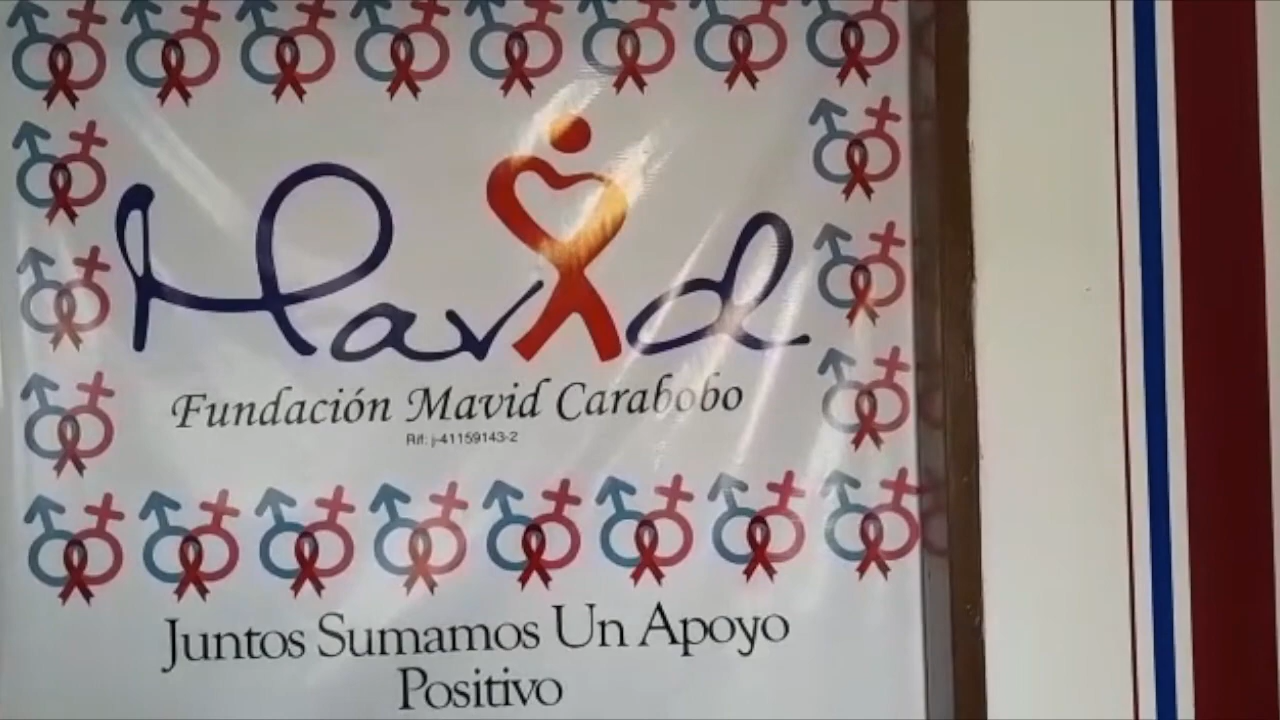 Mavid
Fundación Mavid Carabobo
Rif: j-41159143-2
Juntos Sumamos Un Apoyo
Positivo